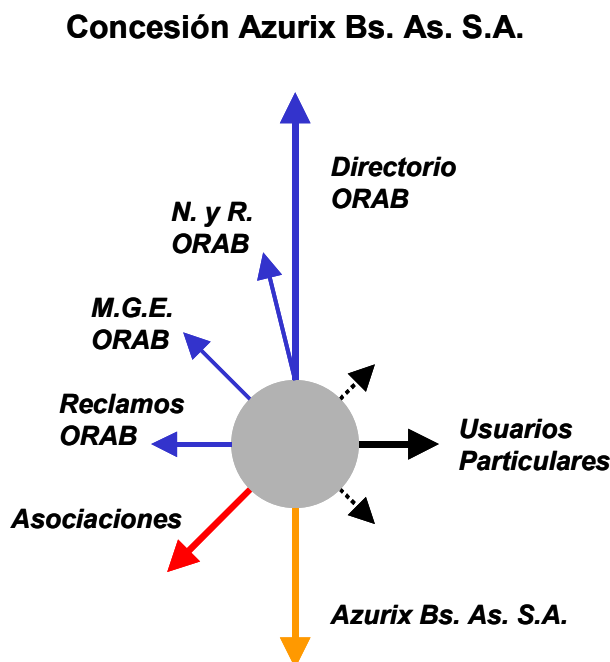 Concesión Azurix Bs. As. S.A.
Directorio
ORAB
N. y R.
ORAB
M.G.E.
ORAB
Reclamos
ORAB
Usuarios
Particulares
Asociaciones
Azurix Bs. As. S.A.